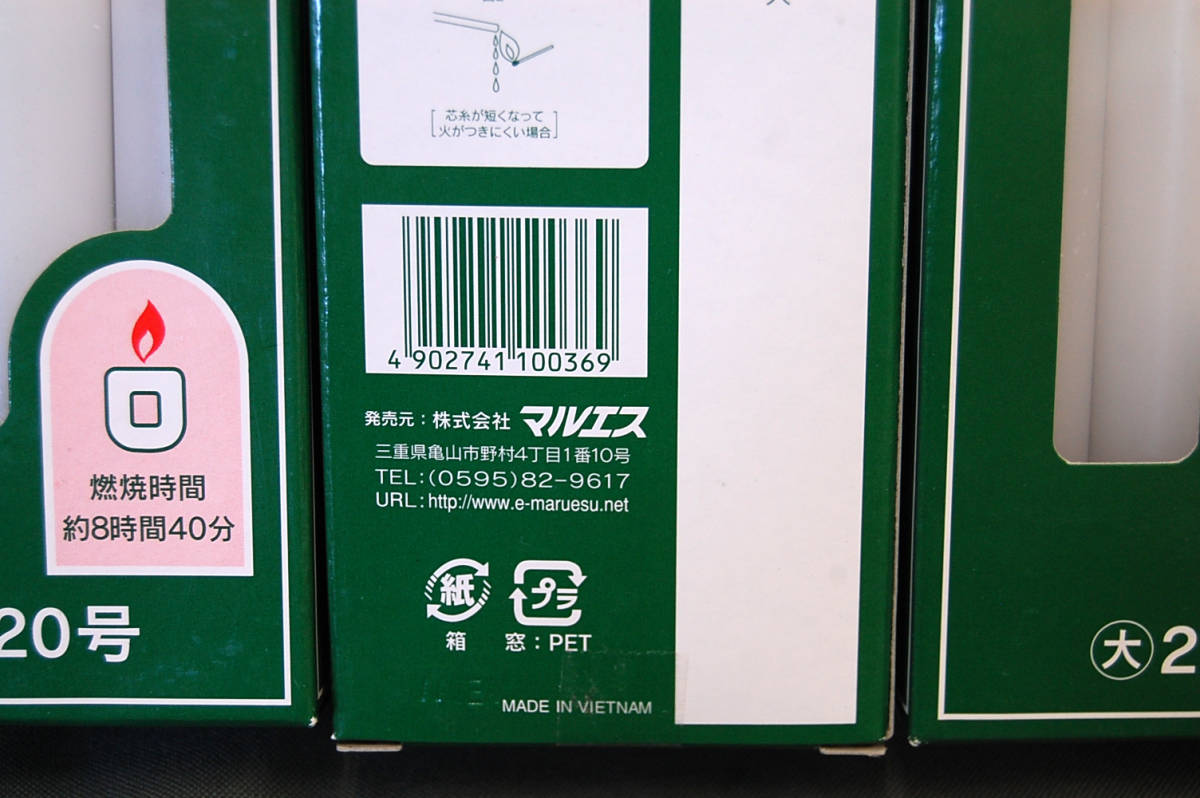 燃焼時間
約8時間40分
20号
芯糸が短くなって
火がつきにくい場合
4 902741 100369
発売元:株式会社 マルエス
三重県亀山市野村4丁目1番10号
TEL:(0595)82-9617
URL:http://www.e-maruesu.net
紙 プラ
箱 窓:PET
MADE IN VIETNAM
大 2